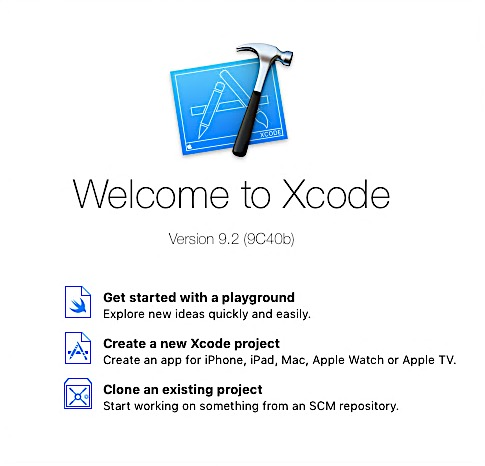 XCODE
Welcome to Xcode
Version 9.2 (9C40b)
Get started with a playground
Explore new ideas quickly and easily.
Create a new Xcode project
Create an app for iPhone, iPad, Mac, Apple Watch or Apple TV.
Clone an existing project
Start working on something from an SCM repository.